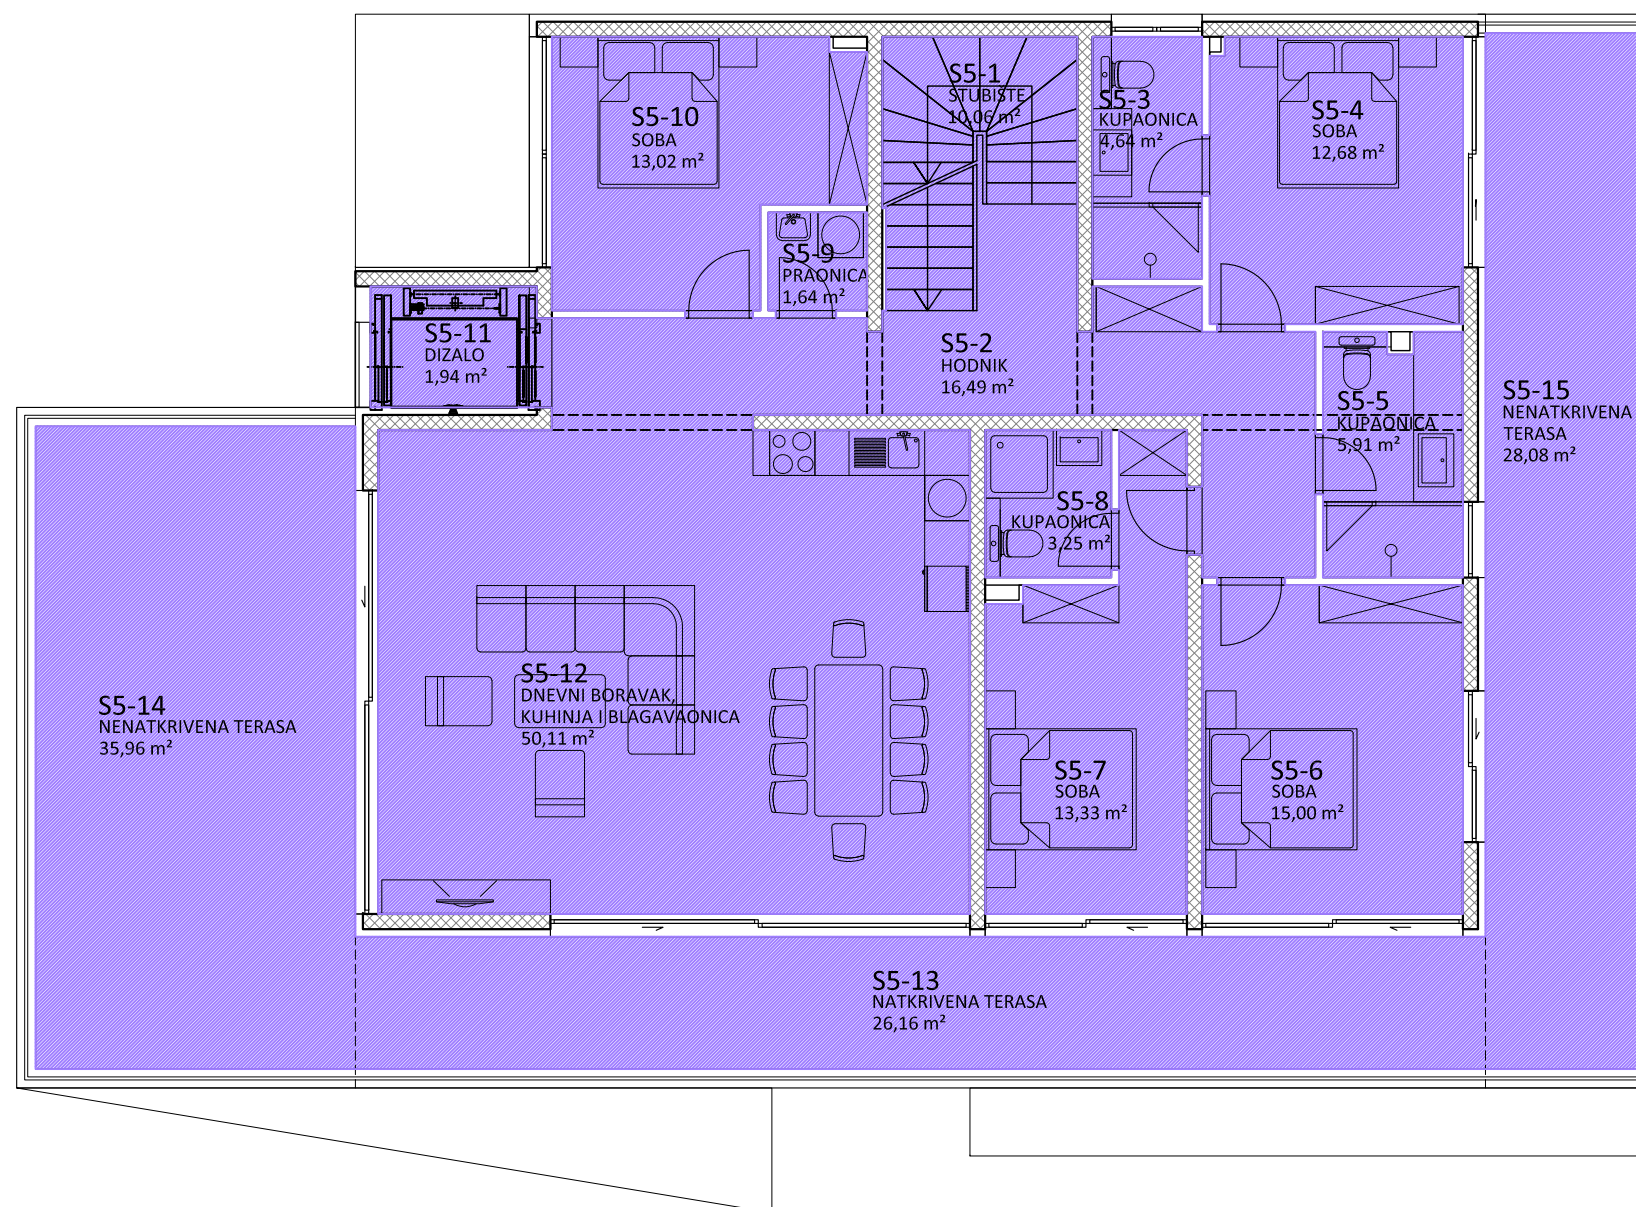 S5-1
STUBIŠTE
10,06 m²
S5-3
KUPAONICA
4,64 m²
S5-4
SOBA
12,68 m²
S5-10
SOBA
13,02 m²
S5-9
PRAONICA
1,64 m²
S5-11
DIZALO
1,94 m²
S5-2
HODNIK
16,49 m²
S5-5
KUPAONICA
5,91 m²
S5-15
NENATKRIVENA
TERASA
28,08 m²
S5-8
KUPAONICA
3,25 m²
S5-14
NENATKRIVENA TERASA
35,96 m²
S5-12
DNEVNI BORAVAK,
KUHINJA I BLAGAVAONICA
50,11 m²
S5-7
SOBA
13,33 m²
S5-6
SOBA
15,00 m²
S5-13
NATKRIVENA TERASA
26,16 m²